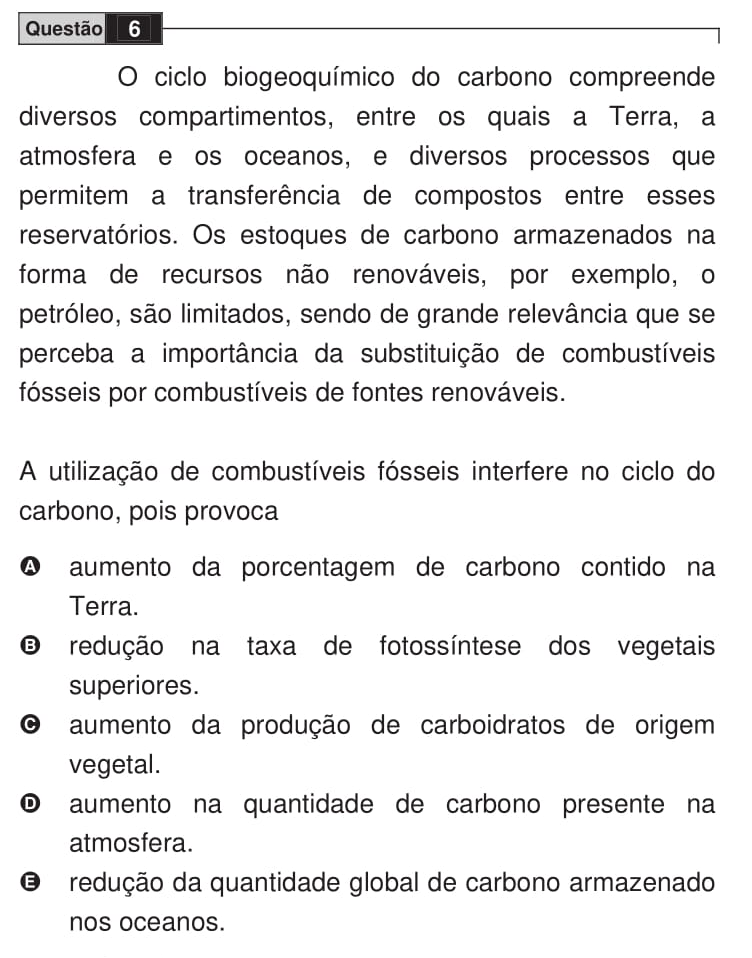 Questão 6
O ciclo biogeoquímico do carbono compreende
diversos compartimentos, entre os quais a Terra, a
atmosfera e os oceanos, e diversos processos que
permitem a transferência de compostos entre esses
reservatórios. Os estoques de carbono armazenados na
forma de recursos não renováveis, por exemplo, o
petróleo, são limitados, sendo de grande relevância que se
perceba a importância da substituição de combustíveis
fósseis por combustíveis de fontes renováveis.
A utilização de combustíveis fósseis interfere no ciclo do
carbono, pois provoca
A aumento da porcentagem de carbono contido na
Terra.
B redução na taxa de fotossíntese dos vegetais
superiores.
C aumento da produção de carboidratos de origem
vegetal.
D aumento na quantidade de carbono presente na
atmosfera.
E redução da quantidade global de carbono armazenado
nos oceanos.